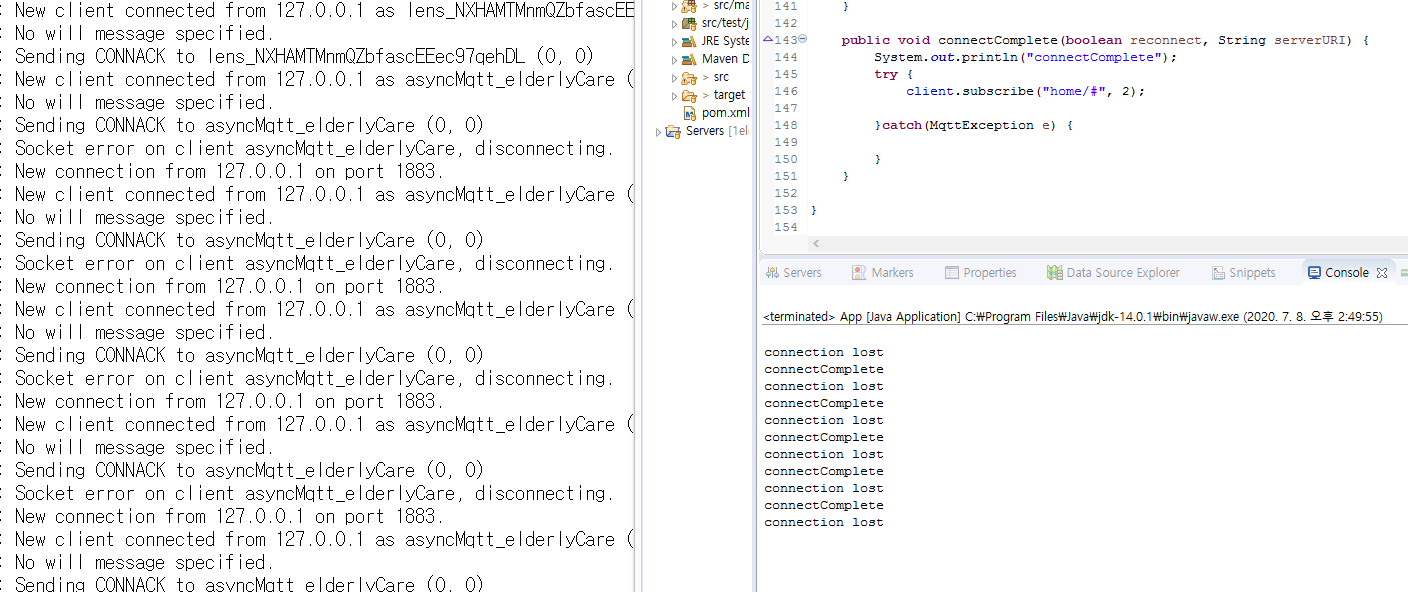 : New client connected from 127.0.0.1 as lens_NXHAMTMnmQZbfascEE
: No will message specified.
: Sending CONNACK to lens_NXHAMTMnmQZbfascEEec97qehDL (0, 0)
: New client connected from 127.0.0.1 as asyncMqtt_elderlyCare (
: No will message specified.
: Sending CONNACK to asyncMqtt_elderlyCare (0, 0)
: Socket error on client asyncMqtt_elderlyCare, disconnecting.
: New connection from 127.0.0.1 on port 1883.
: New client connected from 127.0.0.1 as asyncMqtt_elderlyCare (
: No will message specified.
: Sending CONNACK to asyncMqtt_elderlyCare (0, 0)
: Socket error on client asyncMqtt_elderlyCare, disconnecting.
: New connection from 127.0.0.1 on port 1883.
: New client connected from 127.0.0.1 as asyncMqtt_elderlyCare (
: No will message specified.
: Sending CONNACK to asyncMqtt_elderlyCare (0, 0)
: Socket error on client asyncMqtt_elderlyCare, disconnecting.
: New connection from 127.0.0.1 on port 1883.
: New client connected from 127.0.0.1 as asyncMqtt_elderlyCare (
: No will message specified.
: Sending CONNACK to asyncMqtt_elderlyCare (0, 0)
: Socket error on client asyncMqtt_elderlyCare, disconnecting.
: New connection from 127.0.0.1 on port 1883.
: New client connected from 127.0.0.1 as asyncMqtt_elderlyCare (
: No will message specified.
: Sending CONNACK to asyncMqtt_elderlyCare (0, 0)
> src/ma
src/test/j
JRE Syste
Maven D
> src
> target
pom.xml
Servers [1ele
141 }
142
143 public void connectComplete(boolean reconnect, String serverURI) {
144 System.out.println("connectComplete");
145 try {
146 client.subscribe("home/#", 2);
147
148 }catch(MqttException e) {
149
150 }
151 }
152
153 }
154
Servers Markers Properties Data Source Explorer Snippets Console
<terminated> App [Java Application] C:₩Program Files₩Java₩jdk-14.0.1₩bin₩javaw.exe (2020. 7. 8. 오후 2:49:55)
connection lost
connectComplete
connection lost
connectComplete
connection lost
connectComplete
connection lost
connectComplete
connection lost
connectComplete
connection lost